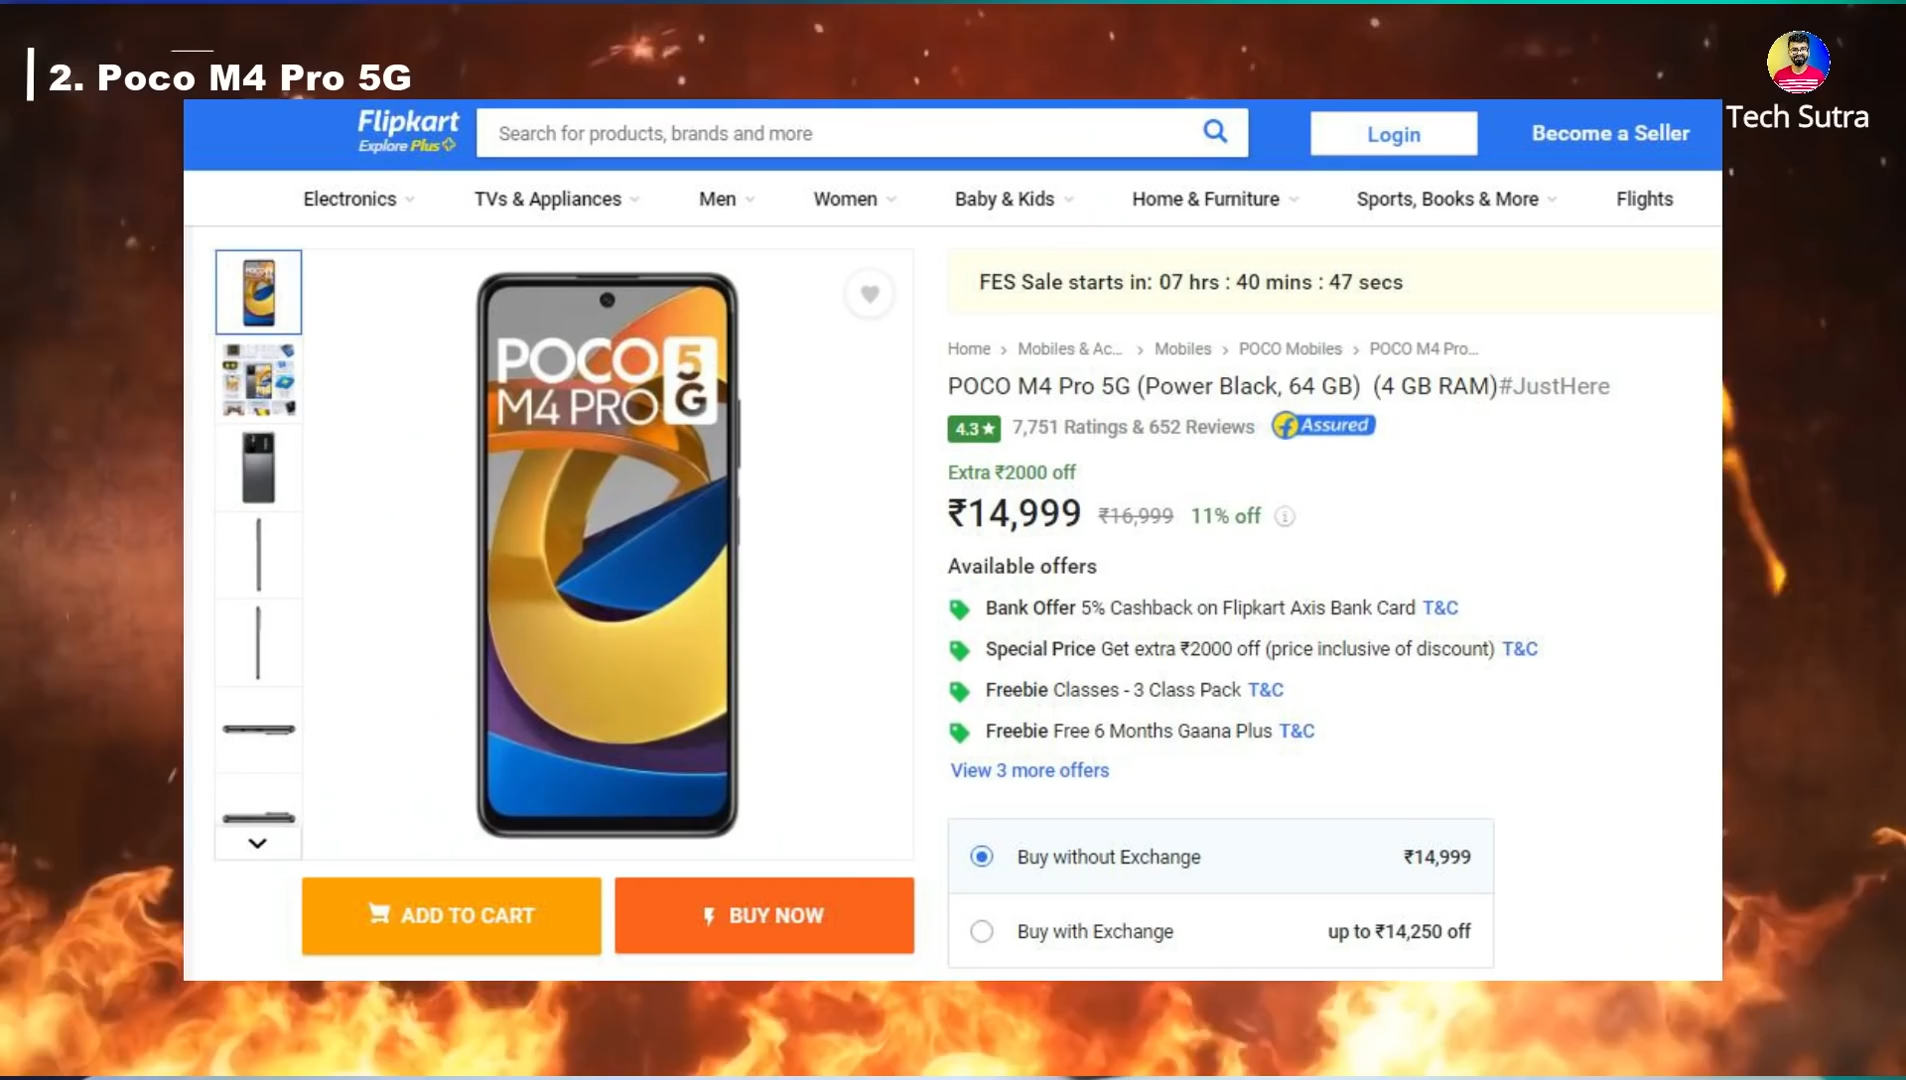 2. Poco M4 Pro 5G
Tech Sutra
Flipkart
Explore Plus
Search for products, brands and more
Login
Become a Seller
Electronics
TVs & Appliances
Men
Women
Baby & Kids
Home & Furniture
Sports, Books & More
Flights
POCO
M4 PRO
5
G
FES Sale starts in: 07 hrs : 40 mins : 47 secs
Home > Mobiles & Ac... > Mobiles > POCO Mobiles > POCO M4 Pro...
POCO M4 Pro 5G (Power Black, 64 GB) (4 GB RAM)#JustHere
4.3★ 7,751 Ratings & 652 Reviews Assured
Extra ₹2000 off
₹14,999 ₹16,999 11% off
Available offers
Bank Offer 5% Cashback on Flipkart Axis Bank Card T&C
Special Price Get extra ₹2000 off (price inclusive of discount) T&C
Freebie Classes - 3 Class Pack T&C
Freebie Free 6 Months Gaana Plus T&C
View 3 more offers
Buy without Exchange ₹14,999
Buy with Exchange up to ₹14,250 off
ADD TO CART
BUY NOW